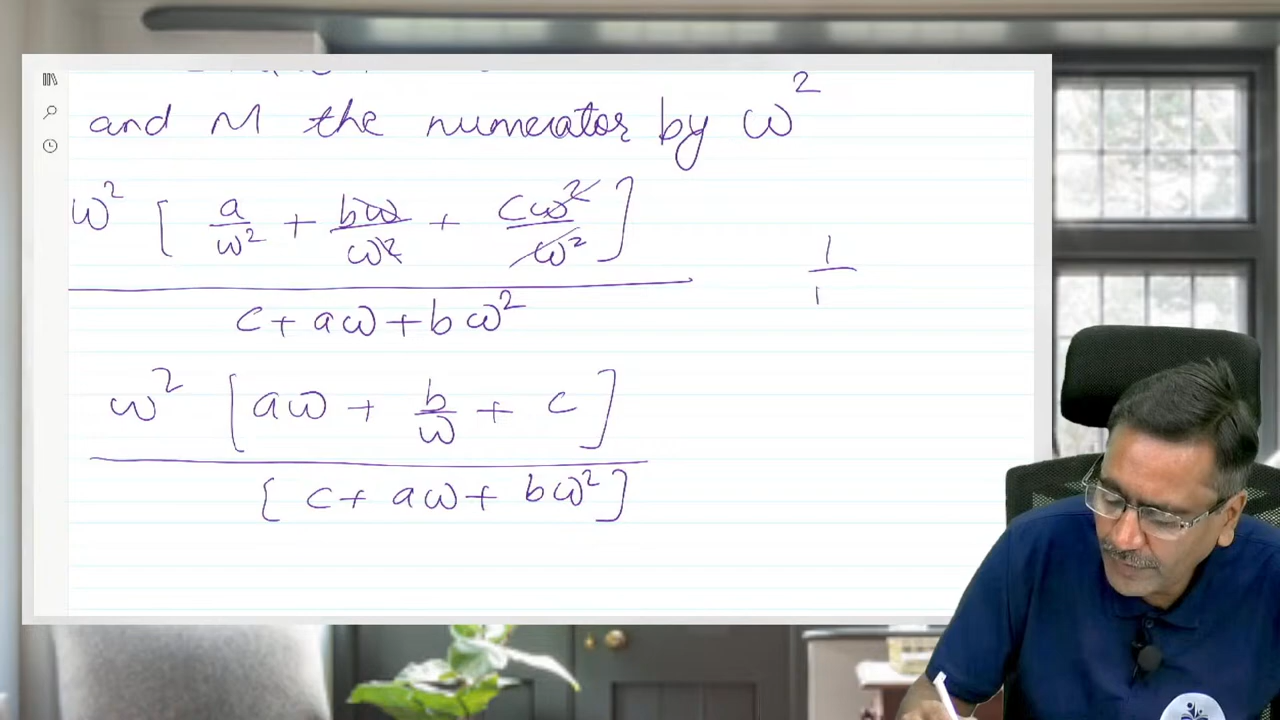 and M the numerator by ω²
ω² [ a/ω² + bω/ω² + cω²/ω² ]
c + aω + bω²
1/1
ω² [ aω + b/ω + c ]
[ c + aω + bω² ]